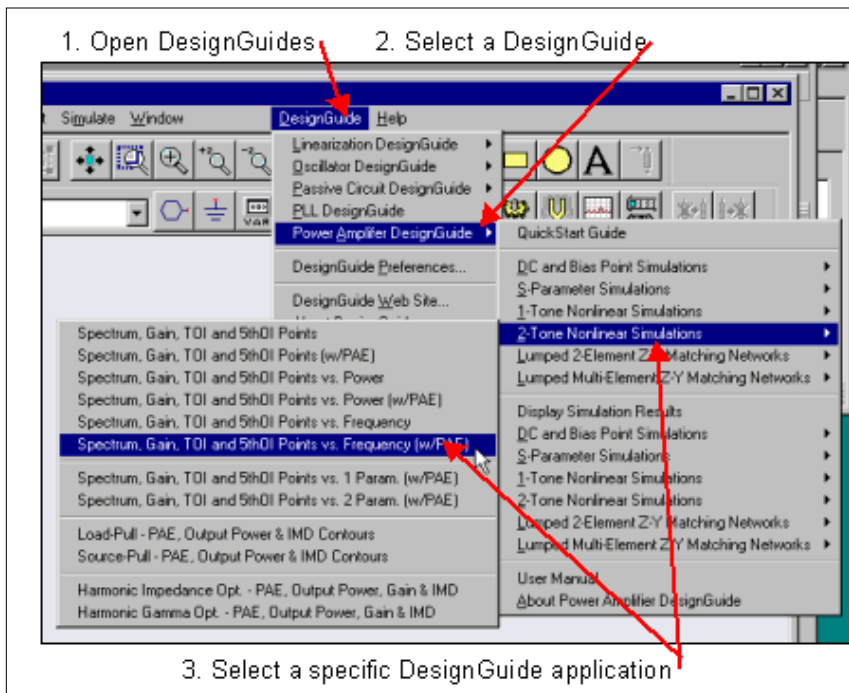 1. Open DesignGuides
2. Select a DesignGuide
Simulate Window DesignGuide Help
+2 -2
A
VAR
Linearization DesignGuide
Oscillator DesignGuide
Passive Circuit DesignGuide
PLL DesignGuide
Power Amplifer DesignGuide
DesignGuide Preferences...
DesignGuide Web Site...
QuickStart Guide
DC and Bias Point Simulations
S-Parameter Simulations
1-Tone Nonlinear Simulations
2-Tone Nonlinear Simulations
Lumped 2-Element Z-Y Matching Networks
Lumped Multi-Element Z-Y Matching Networks
Display Simulation Results
DC and Bias Point Simulations
S-Parameter Simulations
1-Tone Nonlinear Simulations
2-Tone Nonlinear Simulations
Lumped 2-Element Z-Y Matching Networks
Lumped Multi-Element Z-Y Matching Networks
User Manual
About Power Amplifier DesignGuide
Spectrum, Gain, TOI and 5thOI Points
Spectrum, Gain, TOI and 5thOI Points (w/PAE)
Spectrum, Gain, TOI and 5thOI Points vs. Power
Spectrum, Gain, TOI and 5thOI Points vs. Power (w/PAE)
Spectrum, Gain, TOI and 5thOI Points vs. Frequency
Spectrum, Gain, TOI and 5thOI Points vs. Frequency (w/PAE)
Spectrum, Gain, TOI and 5thOI Points vs. 1 Param. (w/PAE)
Spectrum, Gain, TOI and 5thOI Points vs. 2 Param. (w/PAE)
Load-Pull - PAE, Output Power & IMD Contours
Source-Pull - PAE, Output Power & IMD Contours
Harmonic Impedance Opt. - PAE, Output Power, Gain & IMD
Harmonic Gamma Opt. - PAE, Output Power, Gain & IMD
3. Select a specific DesignGuide application